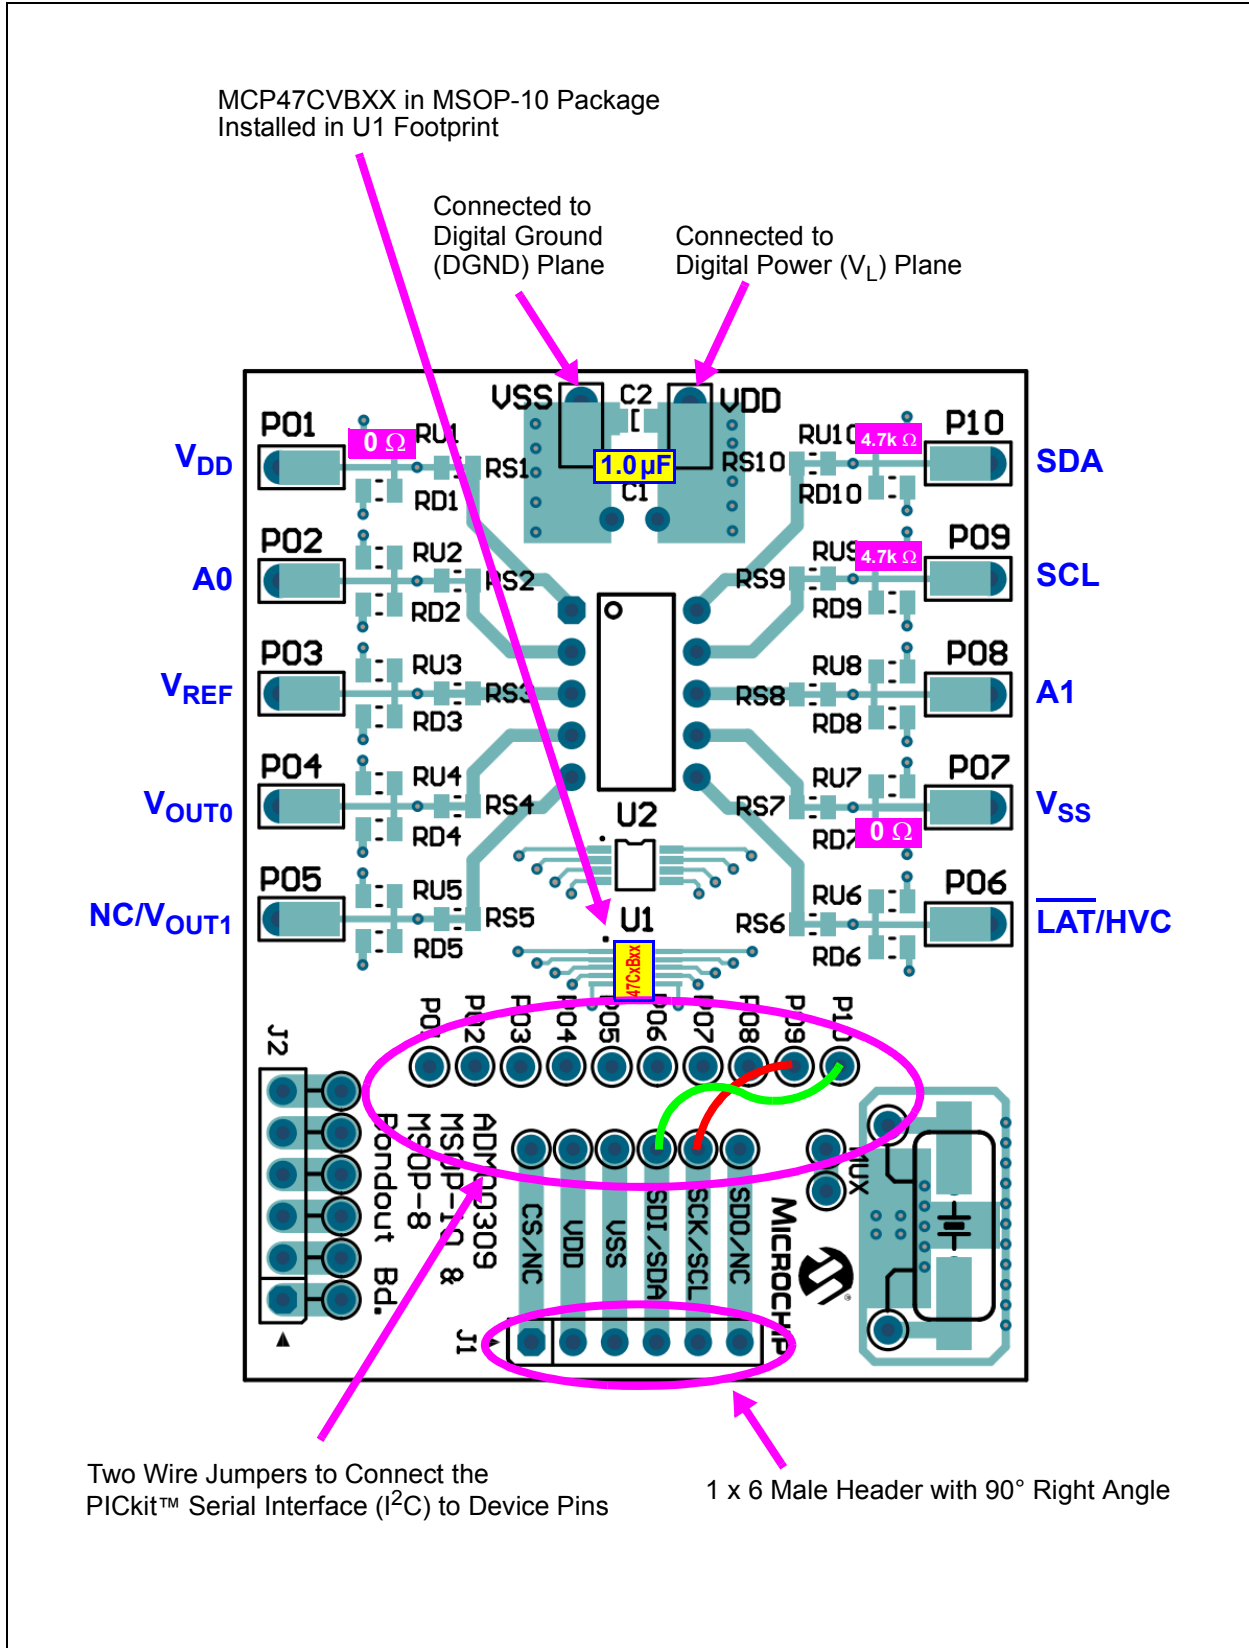 MCP47CVBXX in MSOP-10 Package
Installed in U1 Footprint
Connected to
Digital Ground
(DGND) Plane
Connected to
Digital Power (VL) Plane
VSS
C2
VDD
P01
0 Ω
RU1
RS1
RD1
VDD
1.0 µF
C1
RU10
4.7k Ω
P10
RS10
RD10
SDA
P02
RU2
RS2
RD2
A0
RU9
4.7k Ω
P09
RS9
RD9
SCL
P03
RU3
RS3
RD3
VREF
RU8
P08
RS8
RD8
A1
P04
RU4
RS4
RD4
VOUT0
U2
RU7
P07
RS7
RD7
0 Ω
VSS
P05
RU5
RS5
RD5
NC/VOUT1
U1
47CxBxx
RU6
P06
RS6
RD6
LAT/HVC
P01
P02
P03
P04
P05
P06
P07
P08
P09
P10
J2
ADM00309
MSOP-10 &
MSOP-8
Bondout Bd.
CS/NC
VDD
VSS
SDI/SDA
SCK/SCL
SDO/NC
MUX
MICROCHIP
®
J1
Two Wire Jumpers to Connect the
PICkit™ Serial Interface (I2C) to Device Pins
1 x 6 Male Header with 90° Right Angle